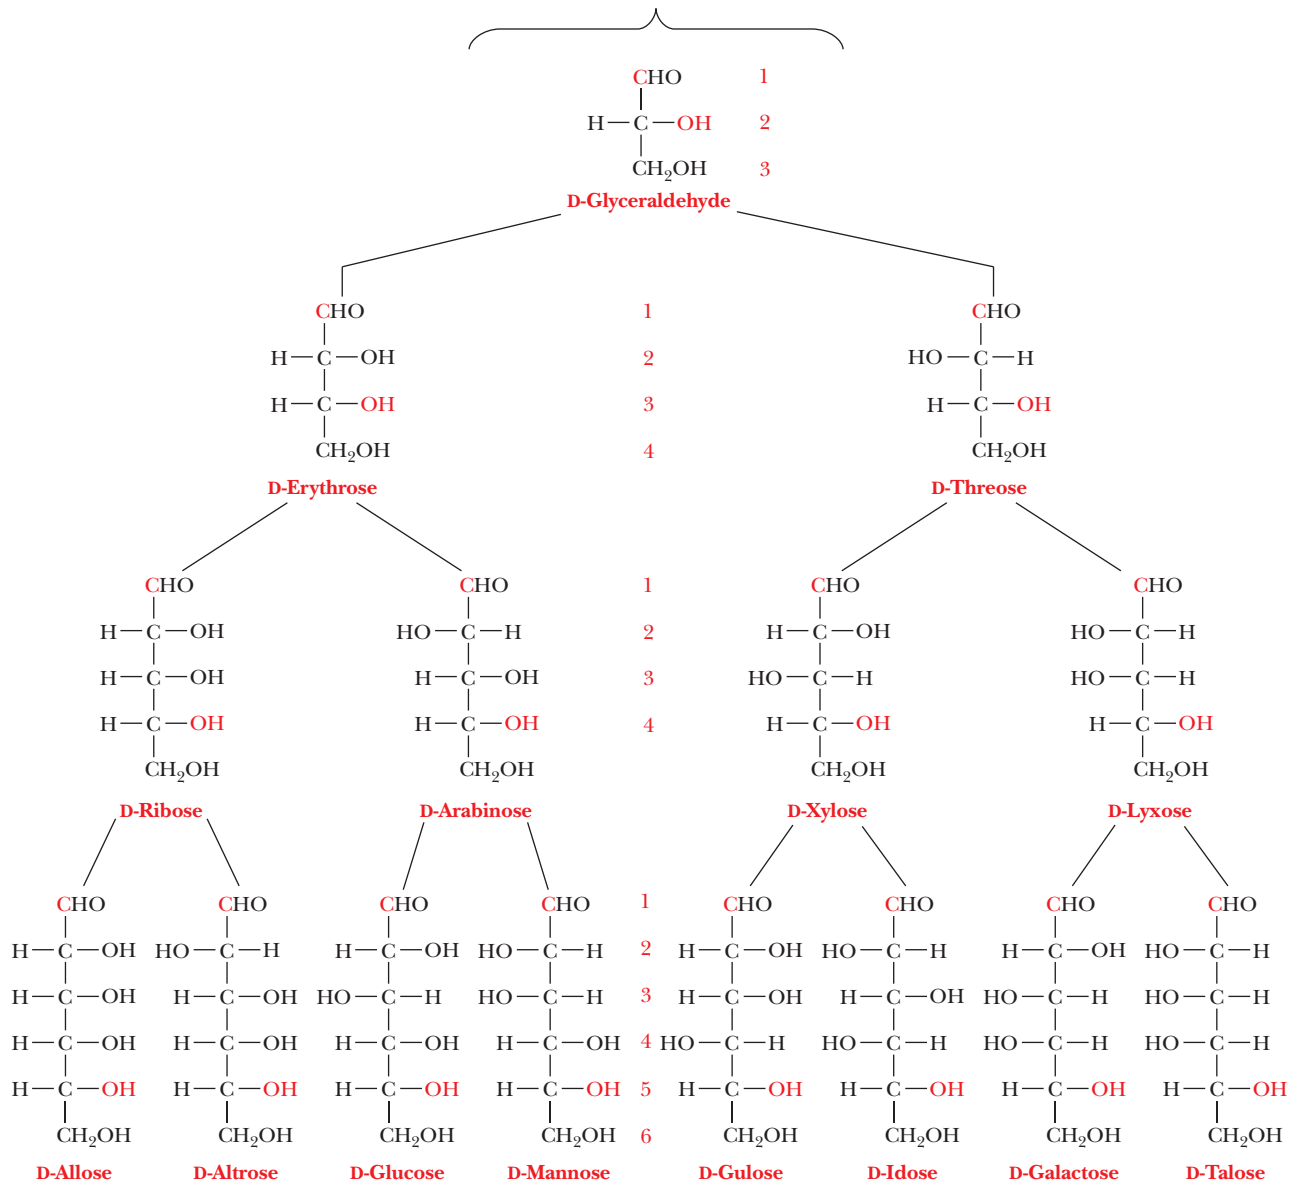 CHO 1
H—C—OH 2
CH₂OH 3
D-Glyceraldehyde
CHO 1 CHO
H—C—OH 2 HO—C—H
H—C—OH 3 H—C—OH
CH₂OH 4 CH₂OH
D-Erythrose D-Threose
CHO CHO 1 CHO CHO
H—C—OH HO—C—H 2 H—C—OH HO—C—H
H—C—OH H—C—OH 3 HO—C—H HO—C—H
H—C—OH H—C—OH 4 H—C—OH H—C—OH
CH₂OH CH₂OH CH₂OH CH₂OH
D-Ribose D-Arabinose D-Xylose D-Lyxose
CHO CHO CHO CHO 1 CHO CHO CHO CHO
H—C—OH HO—C—H H—C—OH HO—C—H 2 H—C—OH HO—C—H H—C—OH HO—C—H
H—C—OH H—C—OH HO—C—H HO—C—H 3 H—C—OH H—C—OH HO—C—H HO—C—H
H—C—OH H—C—OH H—C—OH H—C—OH 4 HO—C—H HO—C—H HO—C—H HO—C—H
H—C—OH H—C—OH H—C—OH H—C—OH 5 H—C—OH H—C—OH H—C—OH H—C—OH
CH₂OH CH₂OH CH₂OH CH₂OH 6 CH₂OH CH₂OH CH₂OH CH₂OH
D-Allose D-Altrose D-Glucose D-Mannose D-Gulose D-Idose D-Galactose D-Talose